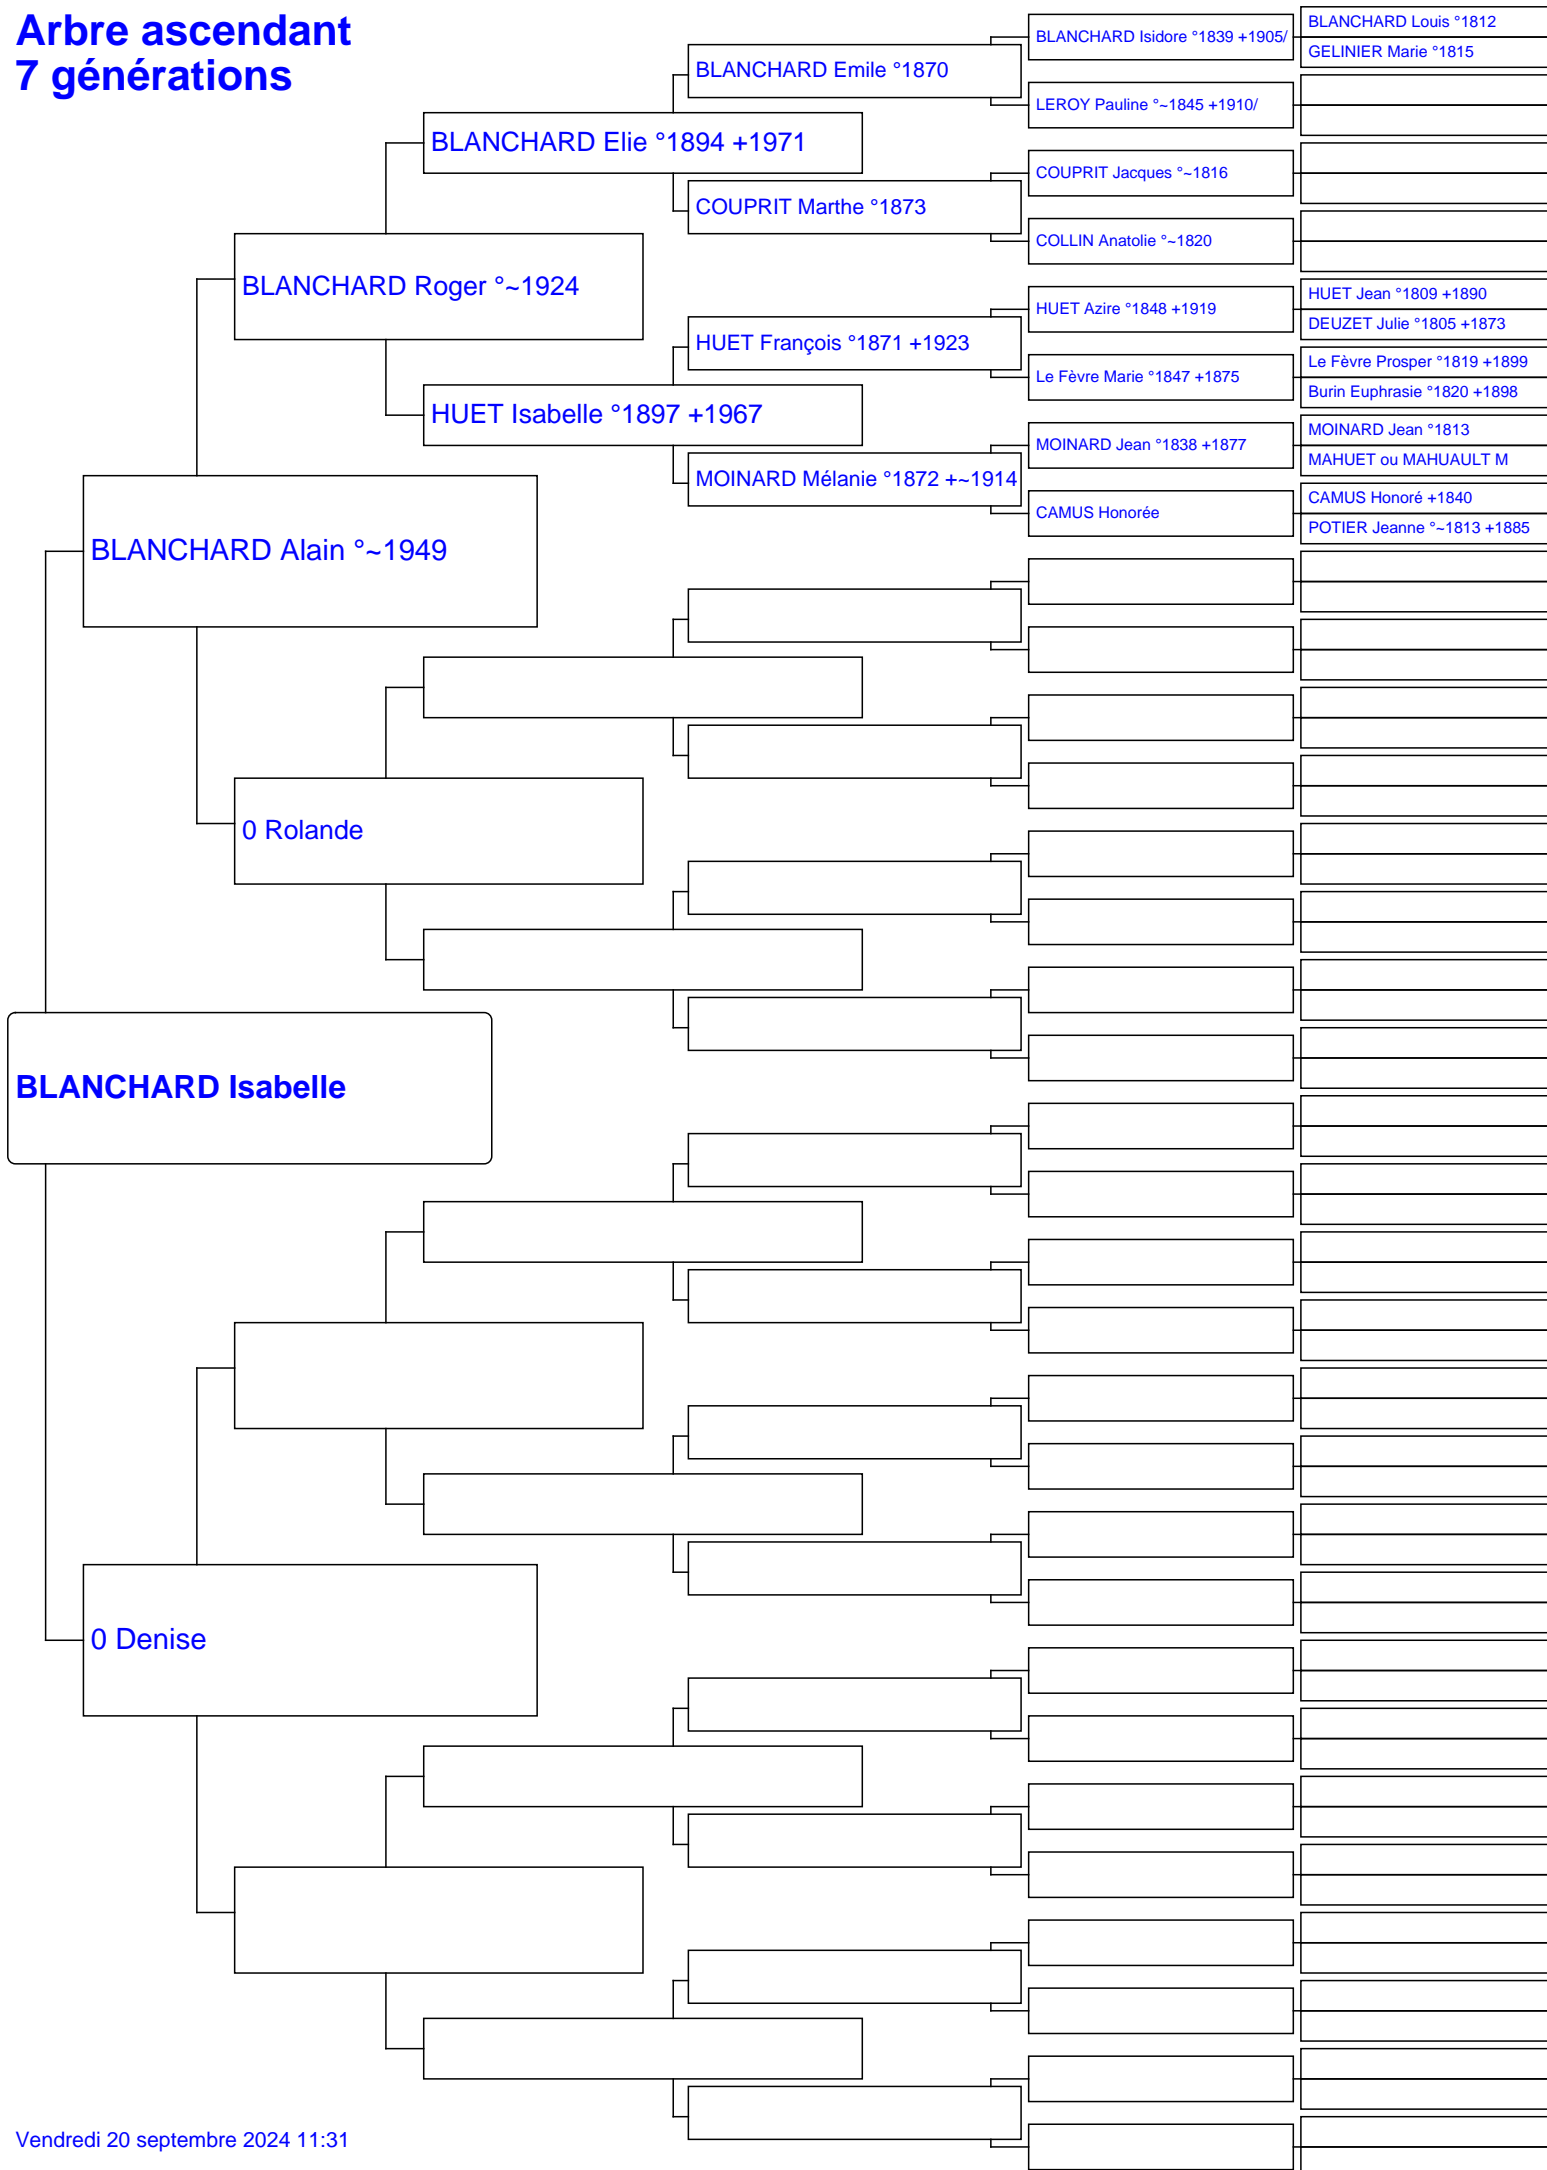 Arbre ascendant
7 générations
BLANCHARD Louis °1812
BLANCHARD Isidore °1839 +1905/
GELINIER Marie °1815
BLANCHARD Emile °1870
LEROY Pauline °~1845 +1910/
BLANCHARD Elie °1894 +1971
COUPRIT Jacques °~1816
COUPRIT Marthe °1873
COLLIN Anatolie °~1820
BLANCHARD Roger °~1924
HUET Jean °1809 +1890
HUET Azire °1848 +1919
DEUZET Julie °1805 +1873
HUET François °1871 +1923
Le Fèvre Prosper °1819 +1899
Le Fèvre Marie °1847 +1875
Burin Euphrasie °1820 +1898
HUET Isabelle °1897 +1967
MOINARD Jean °1813
MOINARD Jean °1838 +1877
MAHUET ou MAHUAULT M
MOINARD Mélanie °1872 +~1914
CAMUS Honoré +1840
CAMUS Honorée
POTIER Jeanne °~1813 +1885
BLANCHARD Alain °~1949
0 Rolande
BLANCHARD Isabelle
0 Denise
Vendredi 20 septembre 2024 11:31